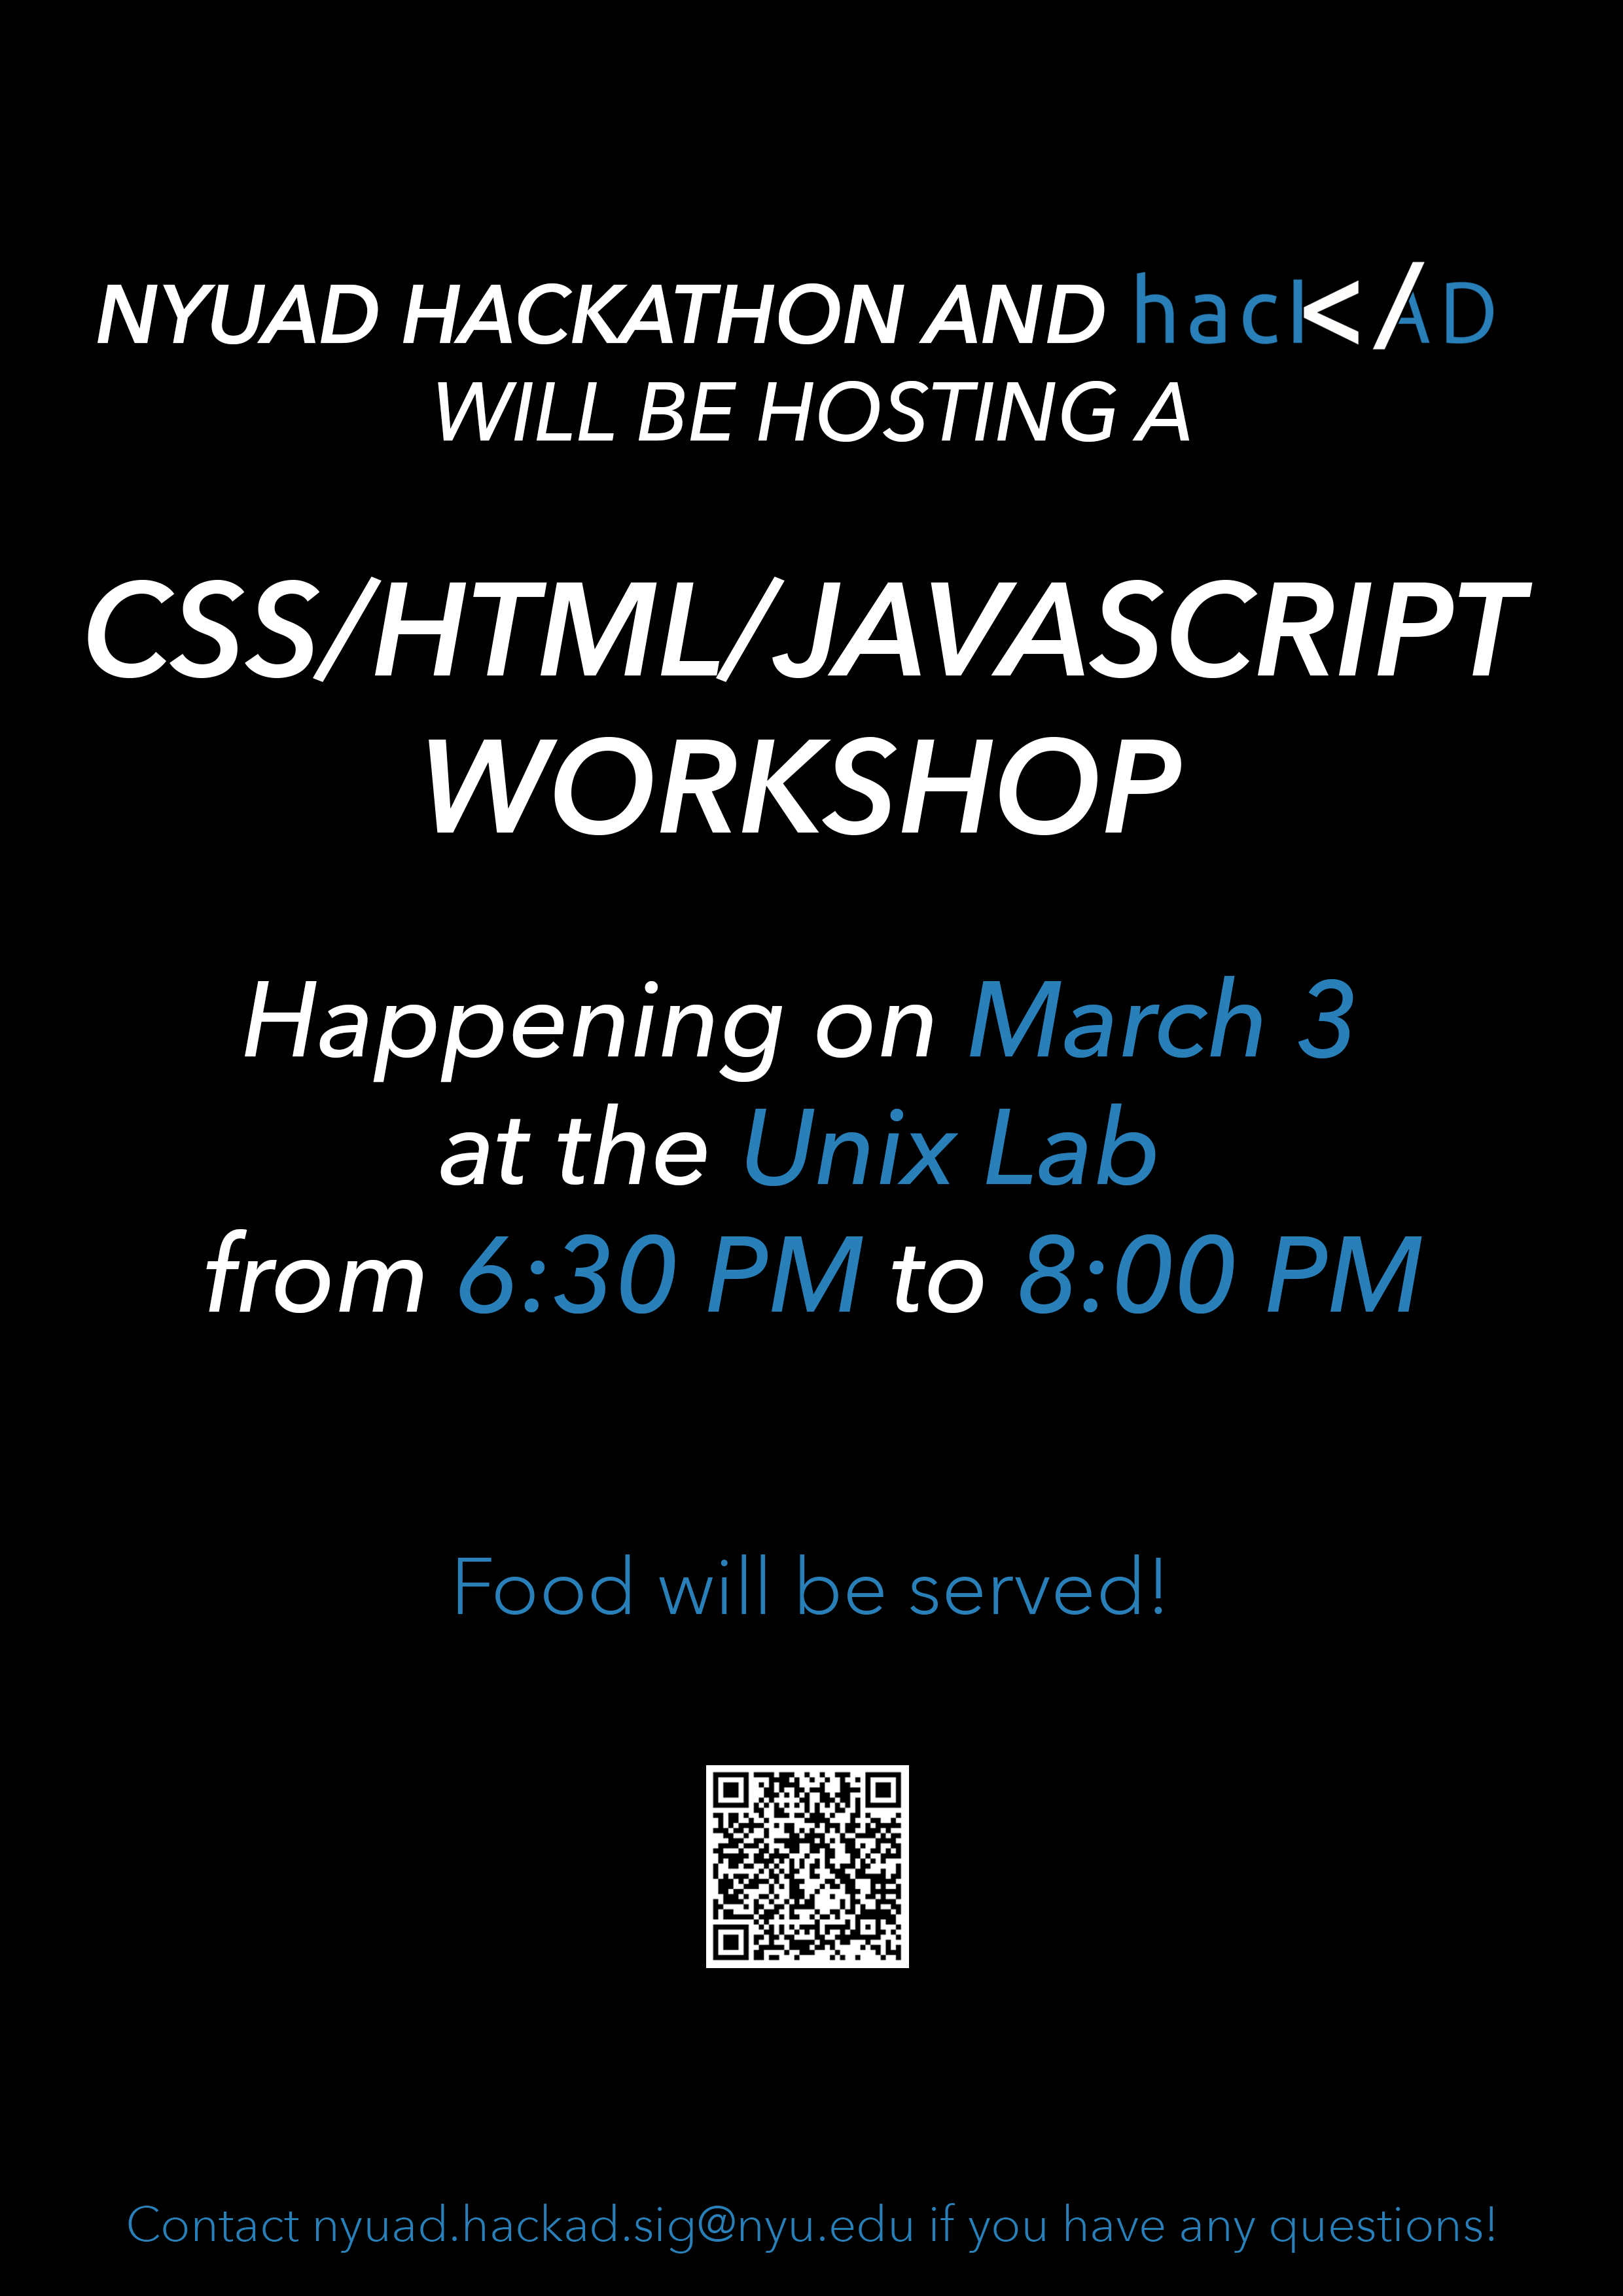 NYUAD HACKATHON AND hack</AD
WILL BE HOSTING A
CSS/HTML/JAVASCRIPT
WORKSHOP
Happening on March 3
at the Unix Lab
from 6:30 PM to 8:00 PM
Food will be served!
Contact nyuad.hackad.sig@nyu.edu if you have any questions!